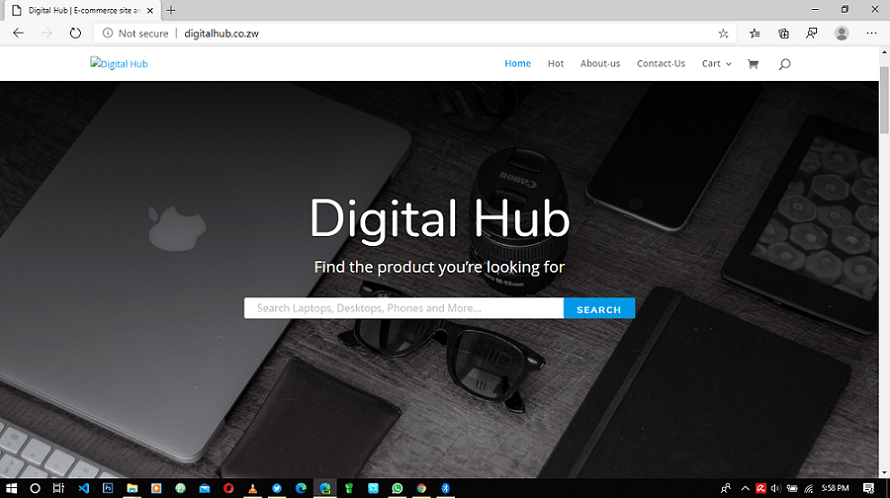 Digital Hub | E-commerce site an
Not secure | digitalhub.co.zw
Digital Hub
Home Hot About-us Contact-Us Cart
Canon
Digital Hub
Find the product you're looking for
Search Laptops, Desktops, Phones and More...
SEARCH
5:58 PM